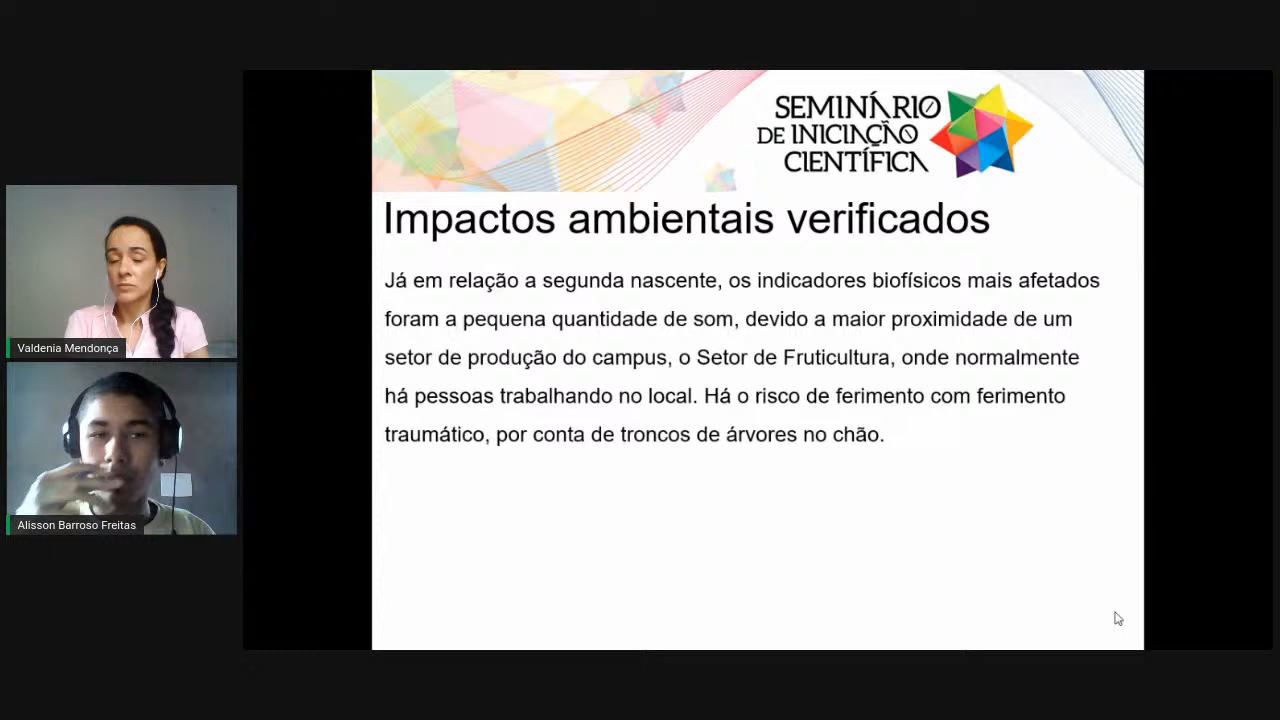 SEMINÁRIO
DE INICIAÇÃO
CIENTÍFICA
Impactos ambientais verificados
Já em relação a segunda nascente, os indicadores biofísicos mais afetados
foram a pequena quantidade de som, devido a maior proximidade de um
setor de produção do campus, o Setor de Fruticultura, onde normalmente
há pessoas trabalhando no local. Há o risco de ferimento com ferimento
traumático, por conta de troncos de árvores no chão.
Valdenia Mendonça
Alisson Barroso Freitas